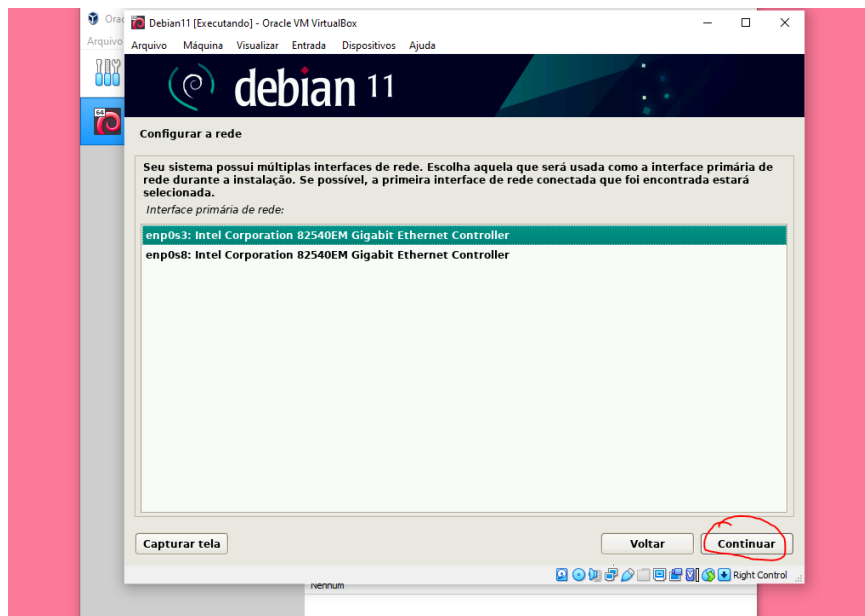 Orac
Debian11 [Executando] - Oracle VM VirtualBox
Arquivo
Arquivo Máquina Visualizar Entrada Dispositivos Ajuda
64
debian 11
Configurar a rede
Seu sistema possui múltiplas interfaces de rede. Escolha aquela que será usada como a interface primária de
rede durante a instalação. Se possível, a primeira interface de rede conectada que foi encontrada estará
selecionada.
Interface primária de rede:
enp0s3: Intel Corporation 82540EM Gigabit Ethernet Controller
enp0s8: Intel Corporation 82540EM Gigabit Ethernet Controller
Capturar tela Voltar Continuar
Right Control
Nenhum